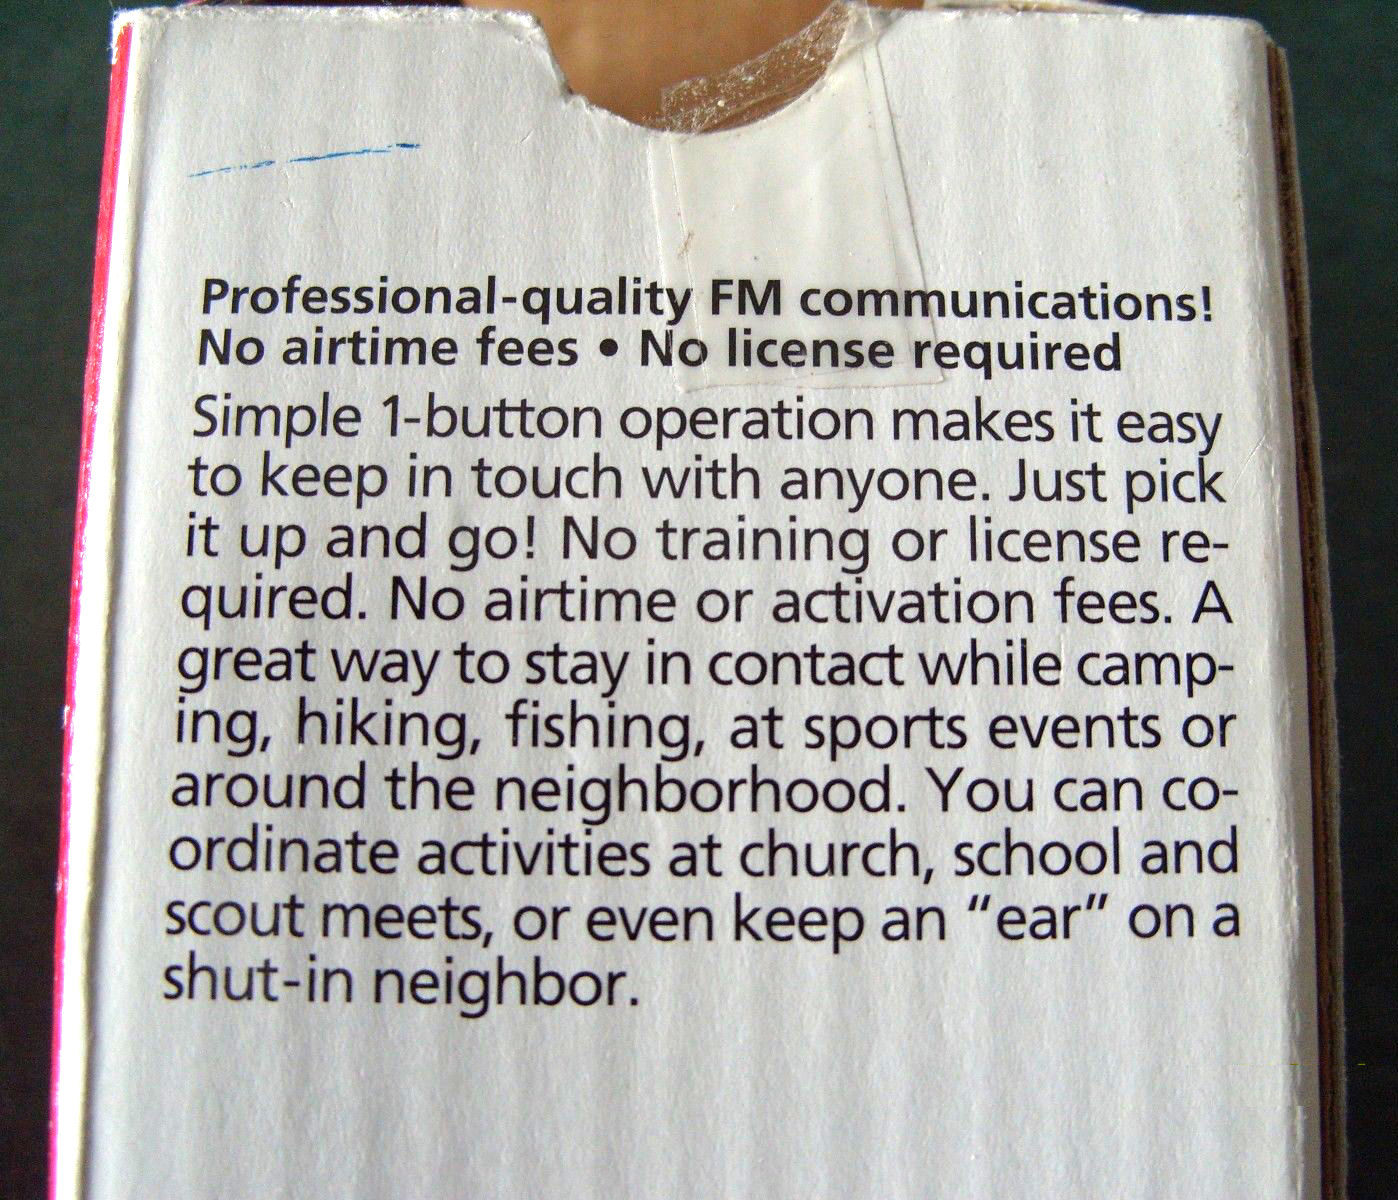 Professional-quality FM communications!
No airtime fees • No license required
Simple 1-button operation makes it easy
to keep in touch with anyone. Just pick
it up and go! No training or license re-
quired. No airtime or activation fees. A
great way to stay in contact while camp-
ing, hiking, fishing, at sports events or
around the neighborhood. You can co-
ordinate activities at church, school and
scout meets, or even keep an “ear” on a
shut-in neighbor.